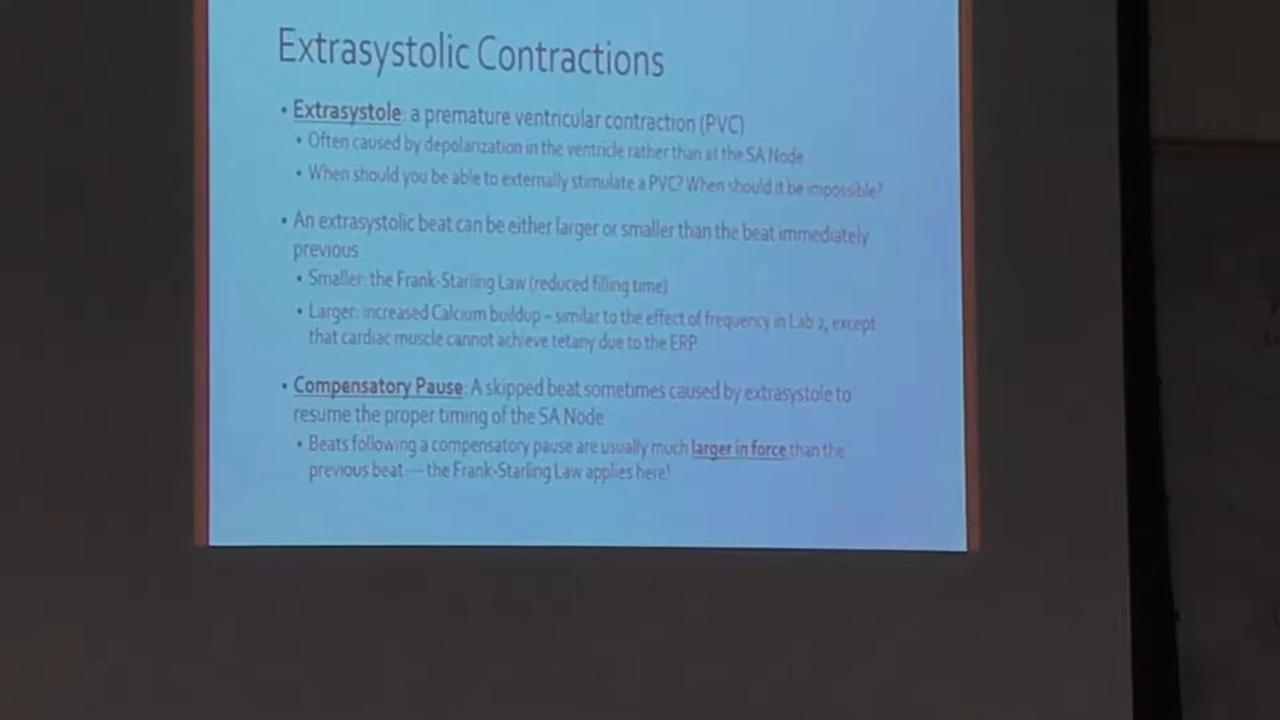 Extrasystolic Contractions
• Extrasystole: a premature ventricular contraction (PVC)
• Often caused by depolarization in the ventricle rather than at the SA Node
• When should you be able to externally stimulate a PVC? When should it be impossible?
• An extrasystolic beat can be either larger or smaller than the beat immediately
previous
• Smaller: the Frank-Starling Law (reduced filling time)
• Larger: increased Calcium buildup – similar to the effect of frequency in Lab 2, except
that cardiac muscle cannot achieve tetany due to the ERP.
• Compensatory Pause: A skipped beat sometimes caused by extrasystole to
resume the proper timing of the SA Node
• Beats following a compensatory pause are usually much larger in force than the
previous beat — the Frank-Starling Law applies here!